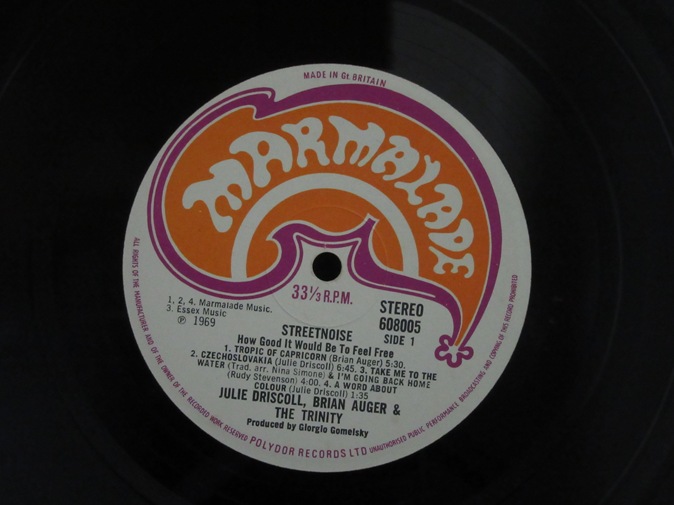 MADE IN Gt. BRITAIN
MARMALADE
33⅓ R.P.M.
1, 2, 4. Marmalade Music.
3. Essex Music
℗ 1969
STEREO
608005
SIDE 1
STREETNOISE
How Good It Would Be To Feel Free
1. TROPIC OF CAPRICORN (Brian Auger) 5:30.
2. CZECHOSLOVAKIA (Julie Driscoll) 6:45. 3. TAKE ME TO THE
WATER (Trad. arr. Nina Simone) & I'M GOING BACK HOME
(Rudy Stevenson) 4:00. 4. A WORD ABOUT
COLOUR (Julie Driscoll) 1:35
JULIE DRISCOLL, BRIAN AUGER &
THE TRINITY
Produced by Giorgio Gomelsky
ALL RIGHTS OF THE MANUFACTURER AND OF THE OWNER OF THE RECORDED WORK RESERVED POLYDOR RECORDS LTD UNAUTHORISED PUBLIC PERFORMANCE, BROADCASTING AND COPYING OF THIS RECORD PROHIBITED